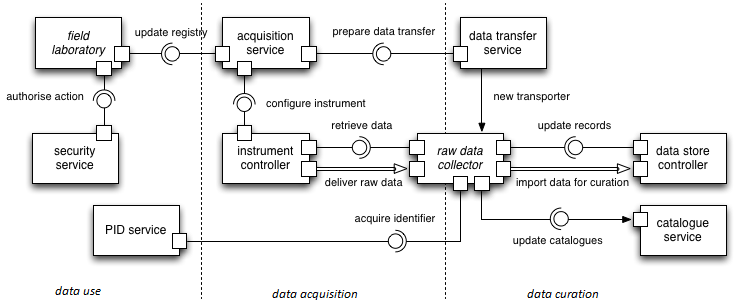 field
laboratory
update registry
acquisition
service
prepare data transfer
data transfer
service
authorise action
configure instrument
new transporter
security
service
instrument
controller
retrieve data
deliver raw data
raw data
collector
update records
import data for curation
data store
controller
PID service
acquire identifier
update catalogues
catalogue
service
data use
data acquisition
data curation